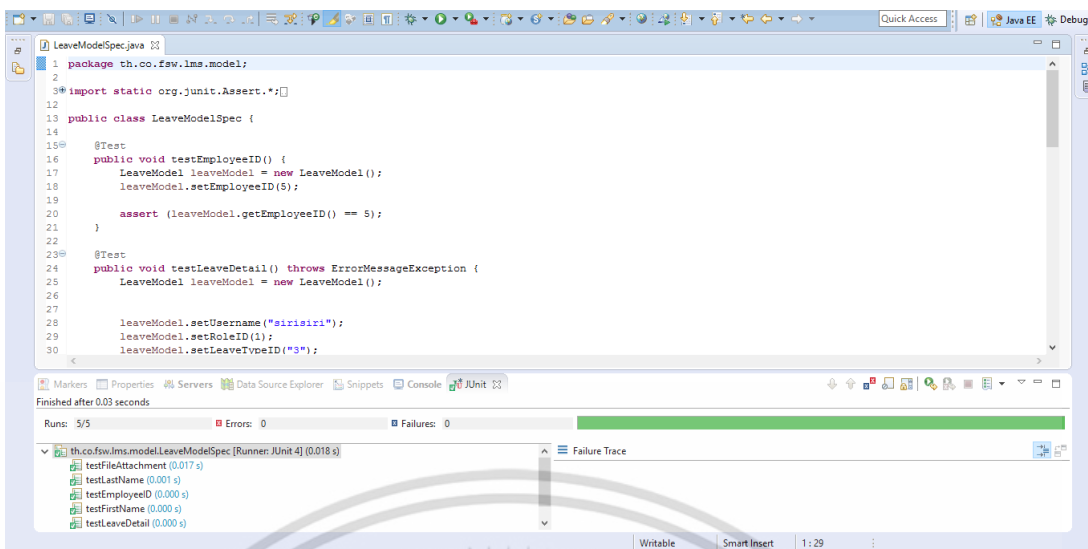 Quick Access
Java EE
Debug
LeaveModelSpec.java
1 package th.co.fsw.lms.model;
2
3 import static org.junit.Assert.*;
12
13 public class LeaveModelSpec {
14
15 @Test
16 public void testEmployeeID() {
17 LeaveModel leaveModel = new LeaveModel();
18 leaveModel.setEmployeeID(5);
19
20 assert (leaveModel.getEmployeeID() == 5);
21 }
22
23 @Test
24 public void testLeaveDetail() throws ErrorMessageException {
25 LeaveModel leaveModel = new LeaveModel();
26
27
28 leaveModel.setUsername("sirisiri");
29 leaveModel.setRoleID(1);
30 leaveModel.setLeaveTypeID("3");
Markers Properties Servers Data Source Explorer Snippets Console JUnit
Finished after 0.03 seconds
Runs: 5/5 Errors: 0 Failures: 0
th.co.fsw.lms.model.LeaveModelSpec [Runner: JUnit 4] (0.018 s)
Failure Trace
testFileAttachment (0.017 s)
testLastName (0.001 s)
testEmployeeID (0.000 s)
testFirstName (0.000 s)
testLeaveDetail (0.000 s)
Writable Smart Insert 1 : 29